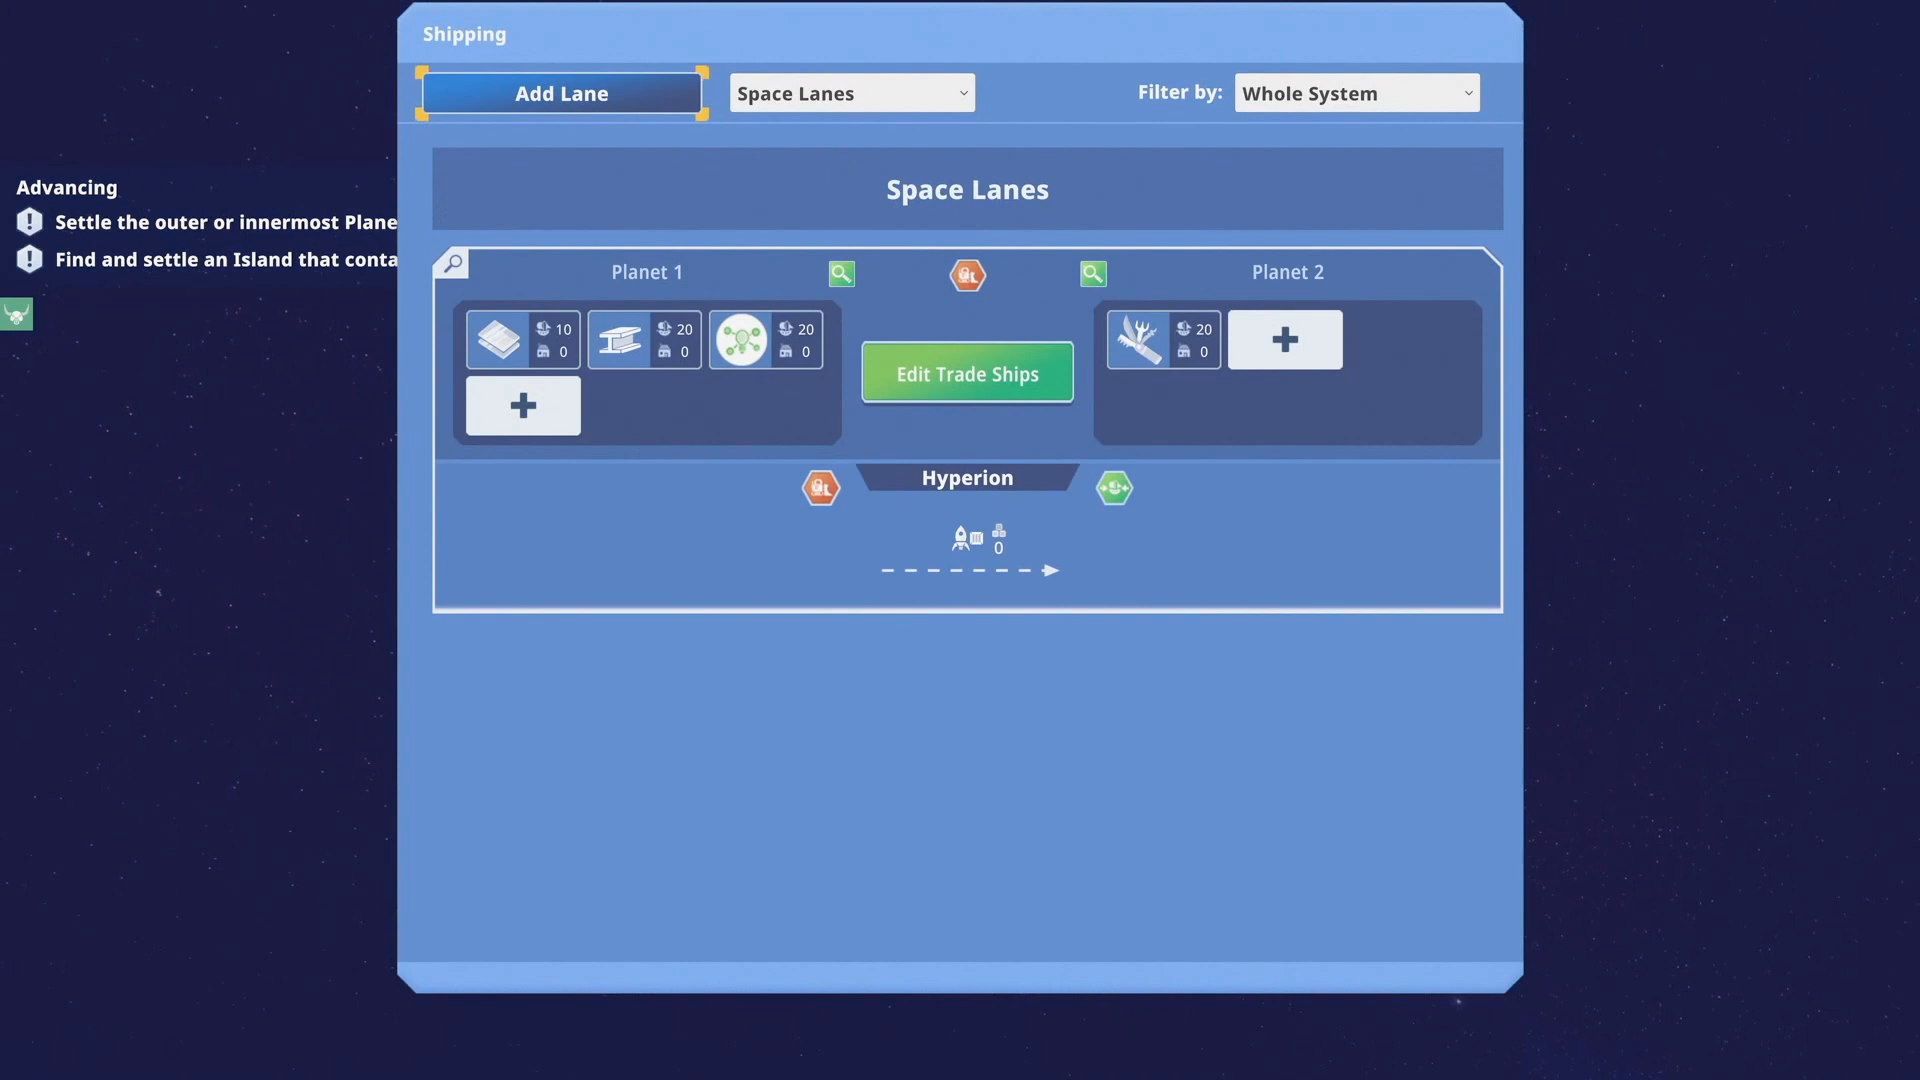 Shipping
Add Lane
Space Lanes
Filter by:
Whole System
Advancing
Settle the outer or innermost Plane
Find and settle an Island that conta
Space Lanes
Planet 1
Planet 2
10
0
20
0
20
0
20
0
Edit Trade Ships
Hyperion
0